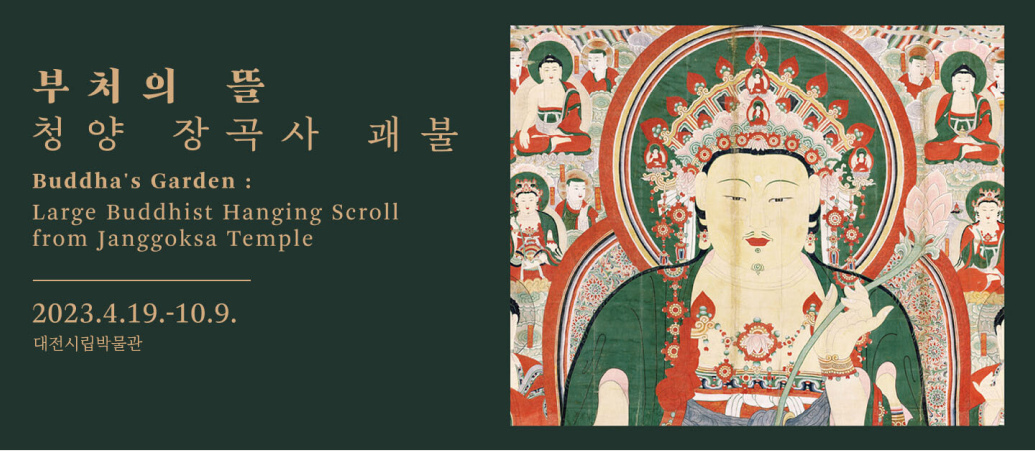 부처의 뜰
청양 장곡사 괘불
Buddha's Garden :
Large Buddhist Hanging Scroll
from Janggoksa Temple
2023.4.19.-10.9.
대전시립박물관